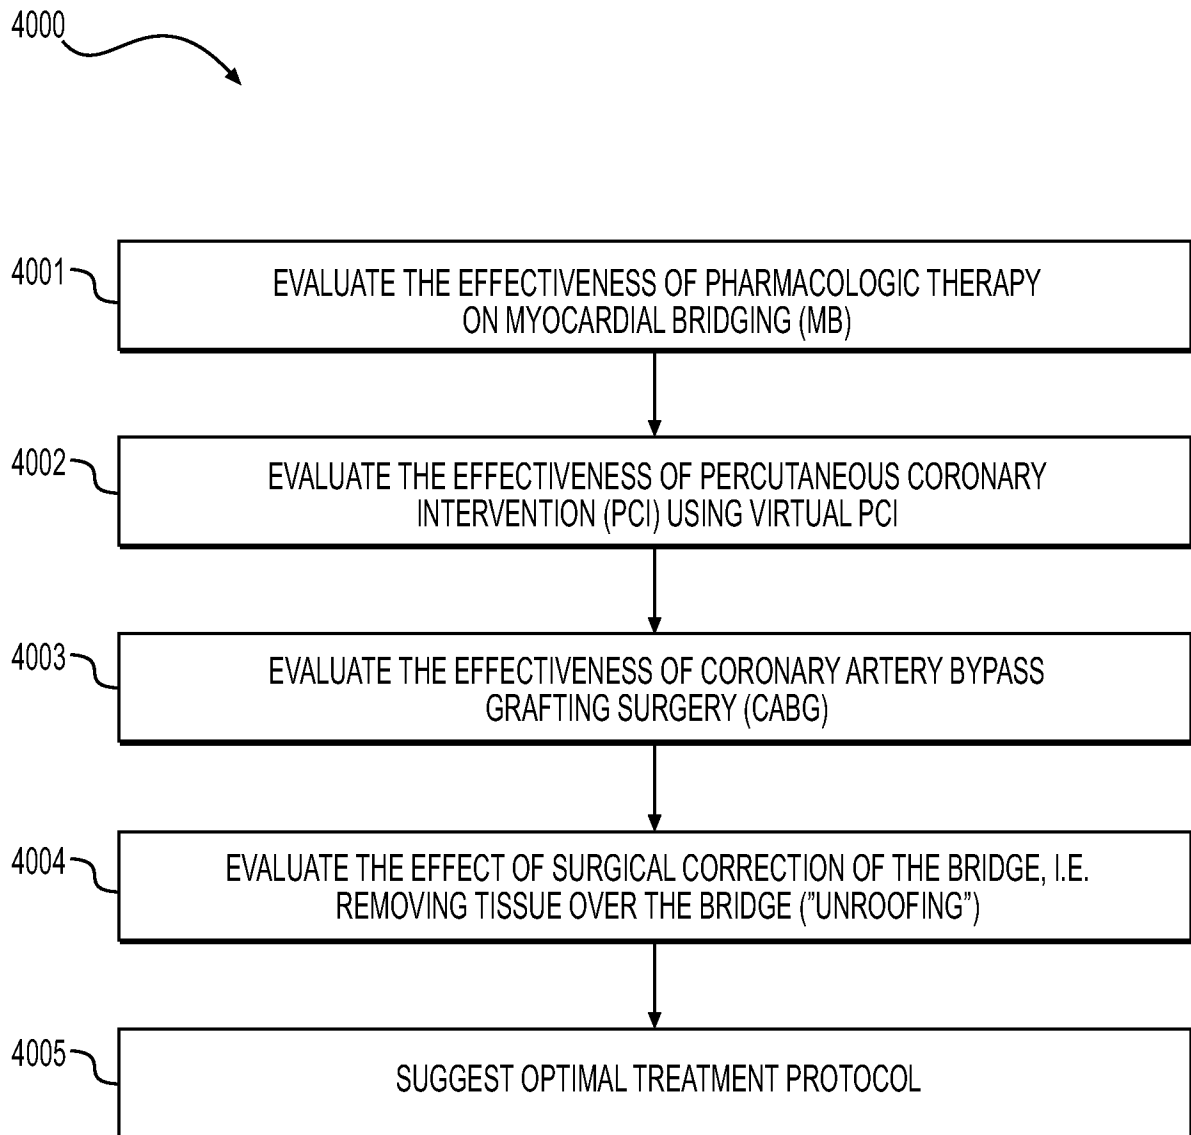 4000
4001
EVALUATE THE EFFECTIVENESS OF PHARMACOLOGIC THERAPY
ON MYOCARDIAL BRIDGING (MB)
4002
EVALUATE THE EFFECTIVENESS OF PERCUTANEOUS CORONARY
INTERVENTION (PCI) USING VIRTUAL PCI
4003
EVALUATE THE EFFECTIVENESS OF CORONARY ARTERY BYPASS
GRAFTING SURGERY (CABG)
4004
EVALUATE THE EFFECT OF SURGICAL CORRECTION OF THE BRIDGE, I.E.
REMOVING TISSUE OVER THE BRIDGE ("UNROOFING")
4005
SUGGEST OPTIMAL TREATMENT PROTOCOL